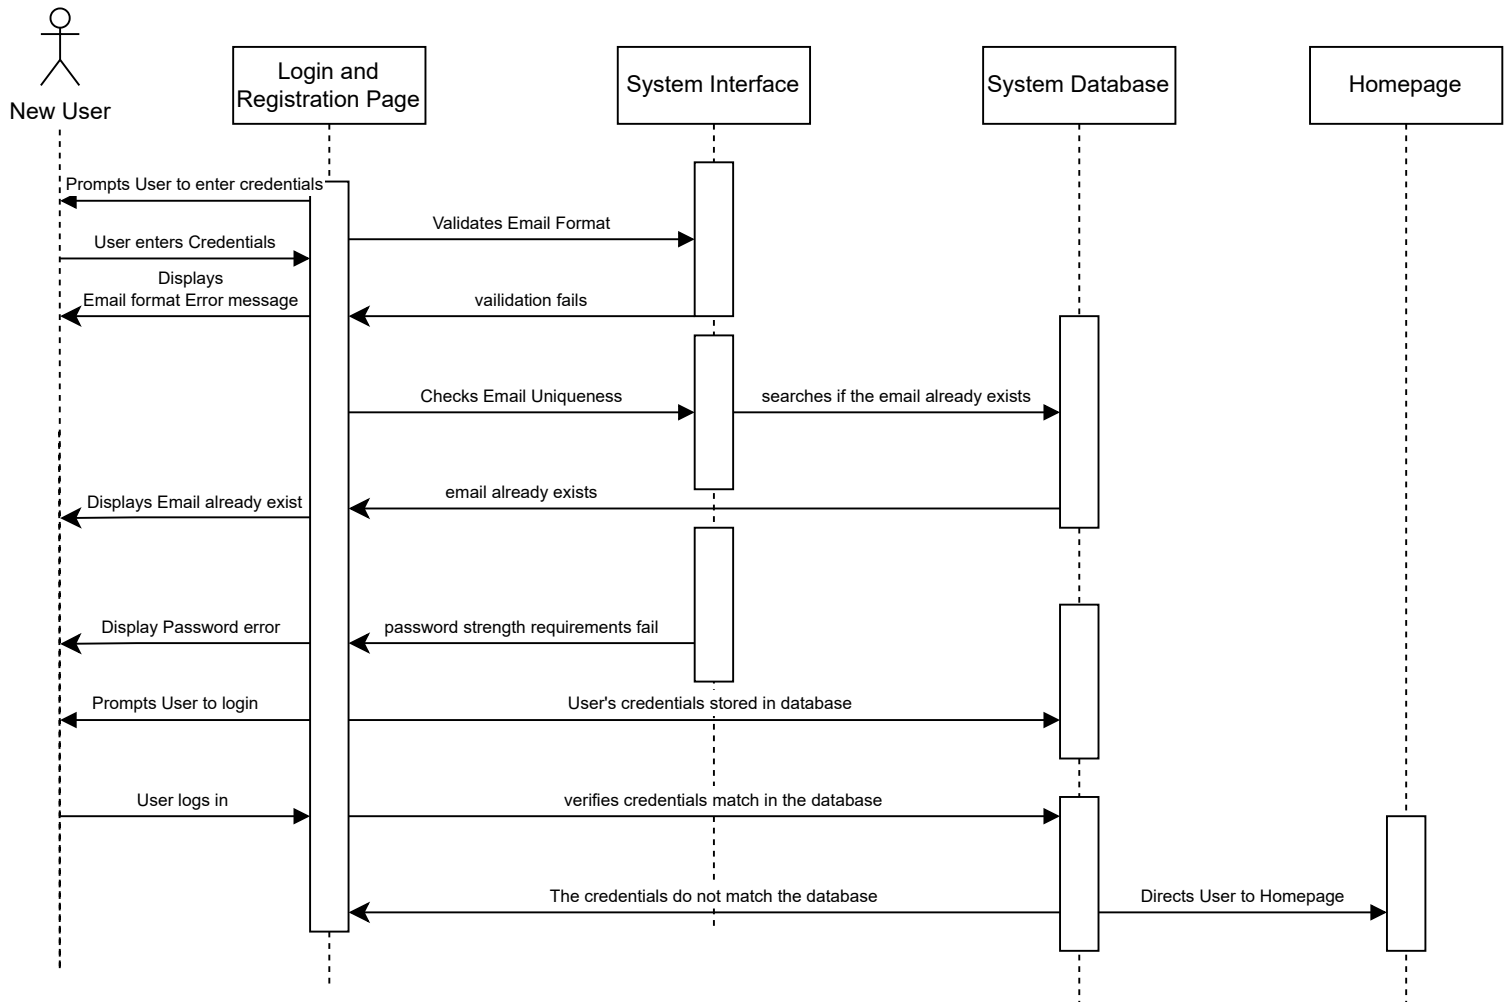 New User
Login and
Registration Page
System Interface
System Database
Homepage
Prompts User to enter credentials
Validates Email Format
User enters Credentials
Displays
Email format Error message
vailidation fails
Checks Email Uniqueness
searches if the email already exists
email already exists
Displays Email already exist
Display Password error
password strength requirements fail
Prompts User to login
User's credentials stored in database
User logs in
verifies credentials match in the database
The credentials do not match the database
Directs User to Homepage